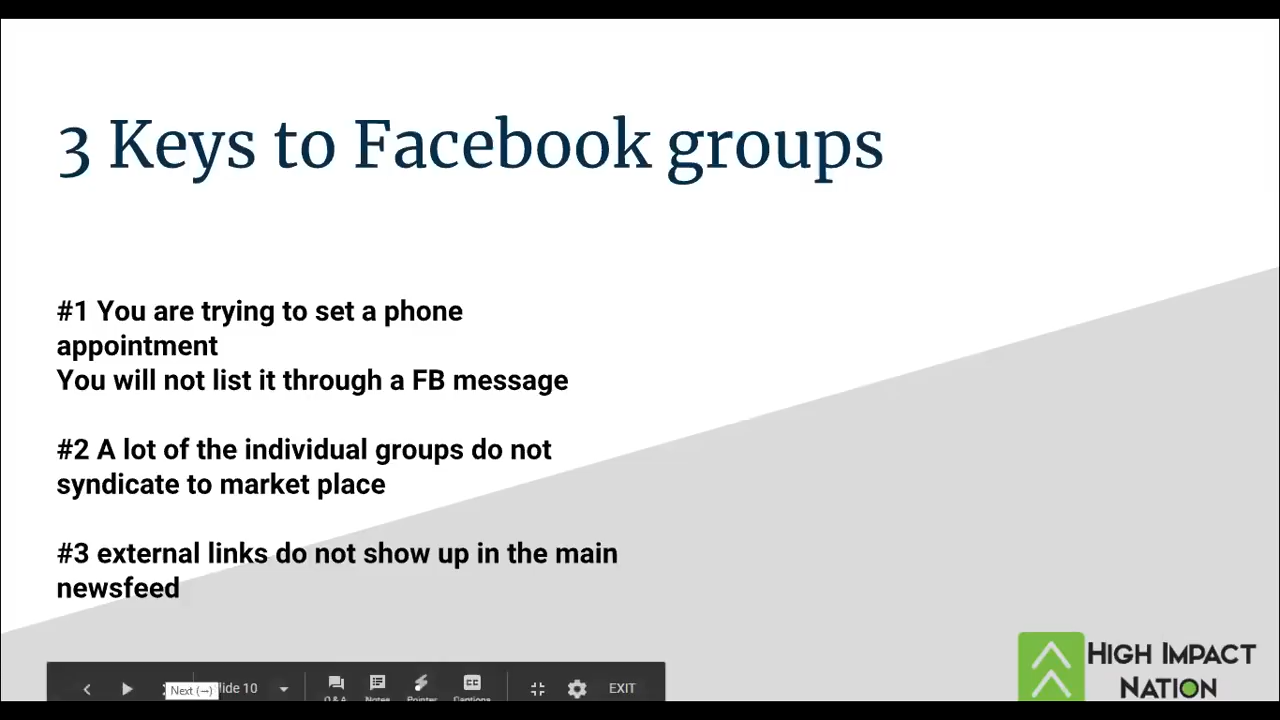 3 Keys to Facebook groups
#1 You are trying to set a phone
appointment
You will not list it through a FB message
#2 A lot of the individual groups do not
syndicate to market place
#3 external links do not show up in the main
newsfeed
HIGH IMPACT
NATION
Next (→)
lide 10
Q & A
Notes
Pointer
Captions
EXIT